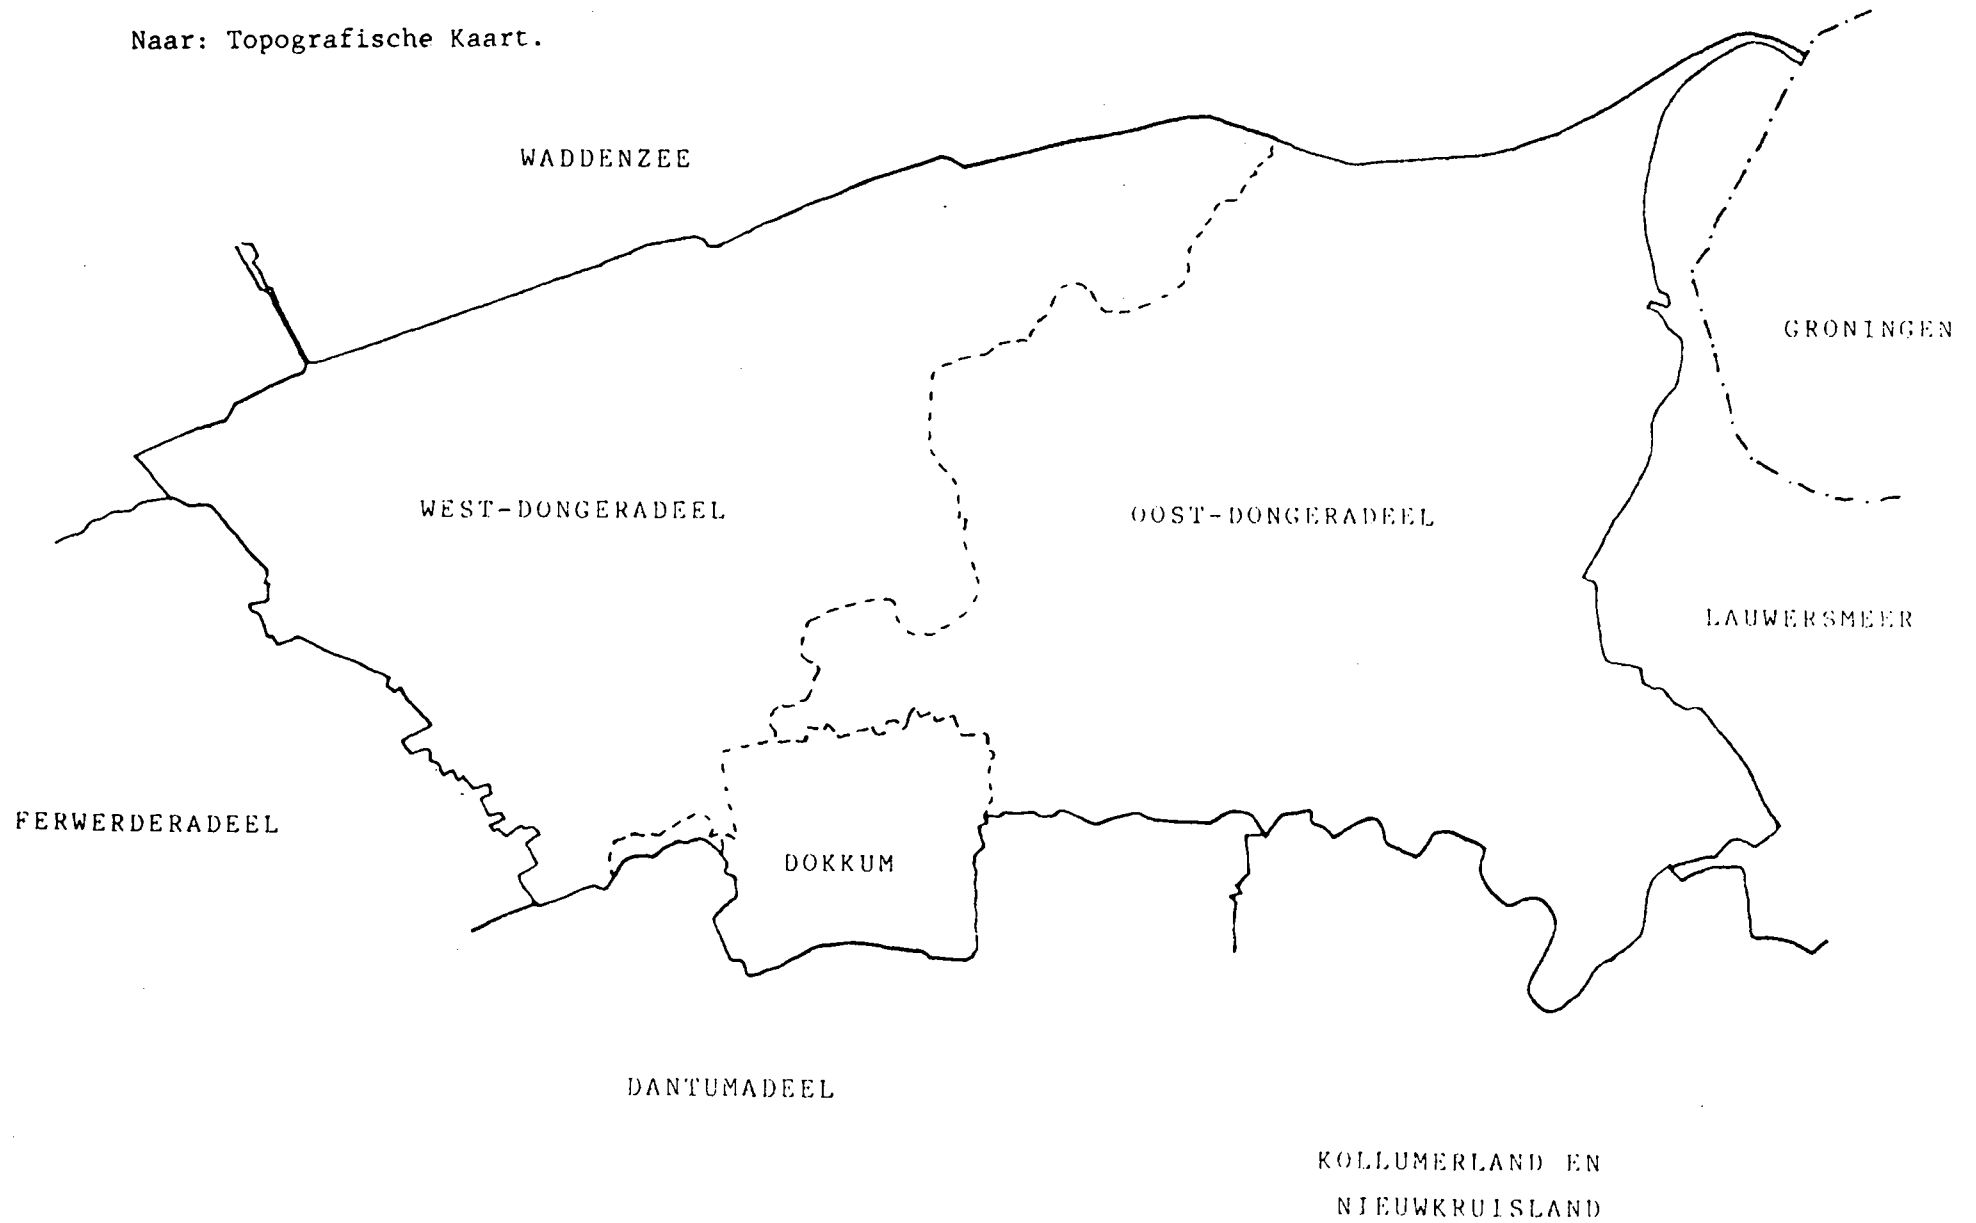 Naar: Topografische Kaart.
WADDENZEE
GRONINGEN
WEST-DONGERADEEL
OOST-DONGERADEEL
LAUWERSMEER
FERWERDERADEEL
DOKKUM
DANTUMADEEL
KOLLUMERLAND EN
NIEUWKRUISLAND